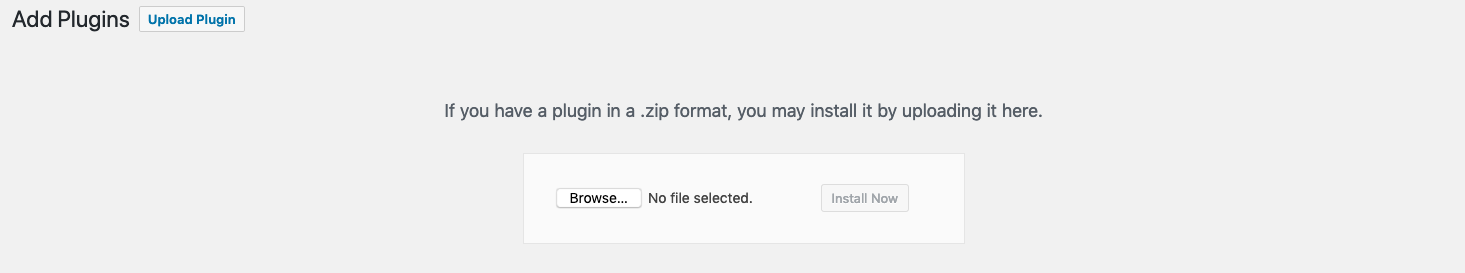 Add Plugins Upload Plugin
If you have a plugin in a .zip format, you may install it by uploading it here.
Browse... No file selected. Install Now